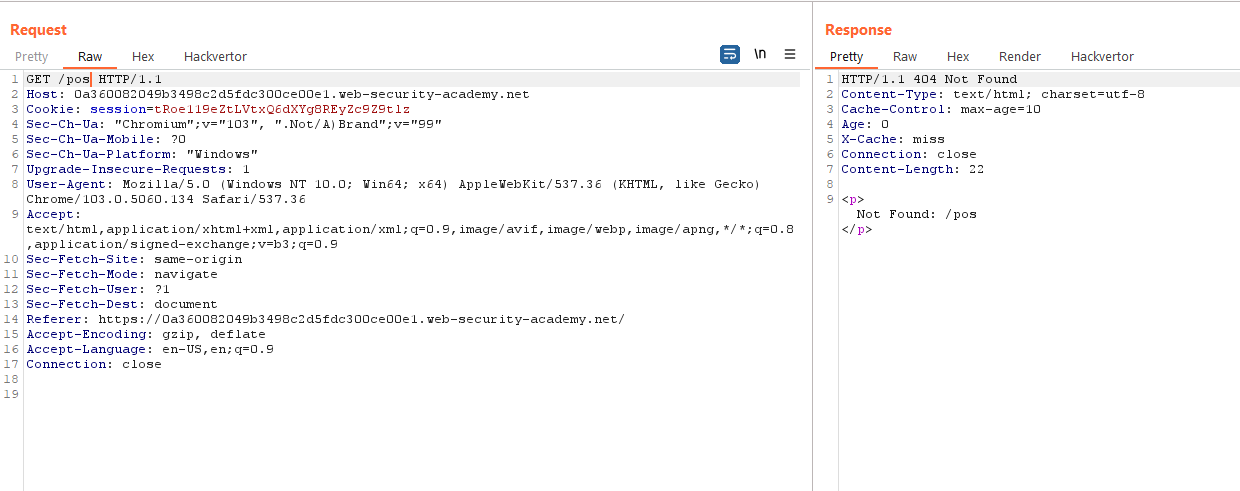 Request
Pretty Raw Hex Hackvertor \n
1 GET /pos HTTP/1.1
2 Host: 0a360082049b3498c2d5fdc300ce00e1.web-security-academy.net
3 Cookie: session=tRoe119eZtLVtxQ6dXYg8REyZc9Z9tlz
4 Sec-Ch-Ua: "Chromium";v="103", ".Not/A)Brand";v="99"
5 Sec-Ch-Ua-Mobile: ?0
6 Sec-Ch-Ua-Platform: "Windows"
7 Upgrade-Insecure-Requests: 1
8 User-Agent: Mozilla/5.0 (Windows NT 10.0; Win64; x64) AppleWebKit/537.36 (KHTML, like Gecko)
Chrome/103.0.5060.134 Safari/537.36
9 Accept:
text/html,application/xhtml+xml,application/xml;q=0.9,image/avif,image/webp,image/apng,*/*;q=0.8
,application/signed-exchange;v=b3;q=0.9
10 Sec-Fetch-Site: same-origin
11 Sec-Fetch-Mode: navigate
12 Sec-Fetch-User: ?1
13 Sec-Fetch-Dest: document
14 Referer: https://0a360082049b3498c2d5fdc300ce00e1.web-security-academy.net/
15 Accept-Encoding: gzip, deflate
16 Accept-Language: en-US,en;q=0.9
17 Connection: close
18
19
Response
Pretty Raw Hex Render Hackvertor
1 HTTP/1.1 404 Not Found
2 Content-Type: text/html; charset=utf-8
3 Cache-Control: max-age=10
4 Age: 0
5 X-Cache: miss
6 Connection: close
7 Content-Length: 22
8
9 <p>
Not Found: /pos
</p>